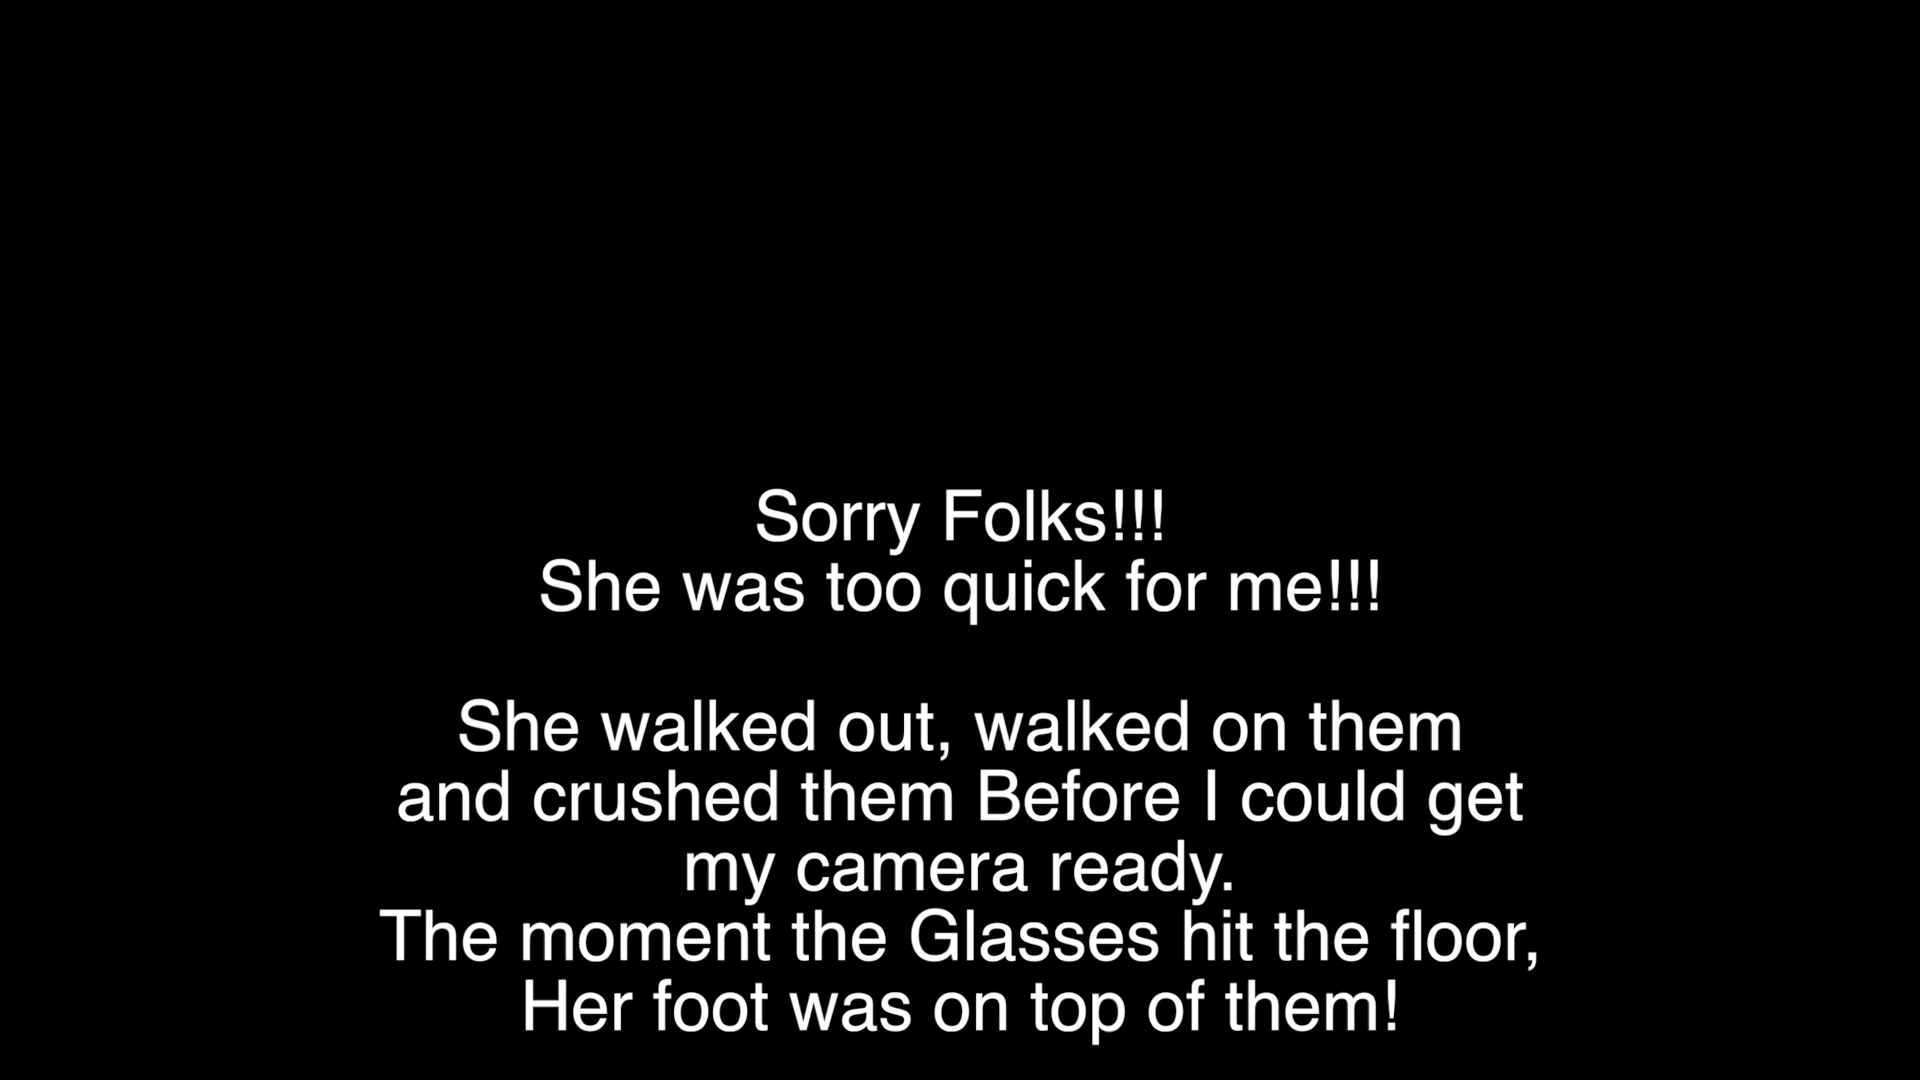 Sorry Folks!!!
She was too quick for me!!!
She walked out, walked on them
and crushed them Before I could get
my camera ready.
The moment the Glasses hit the floor,
Her foot was on top of them!